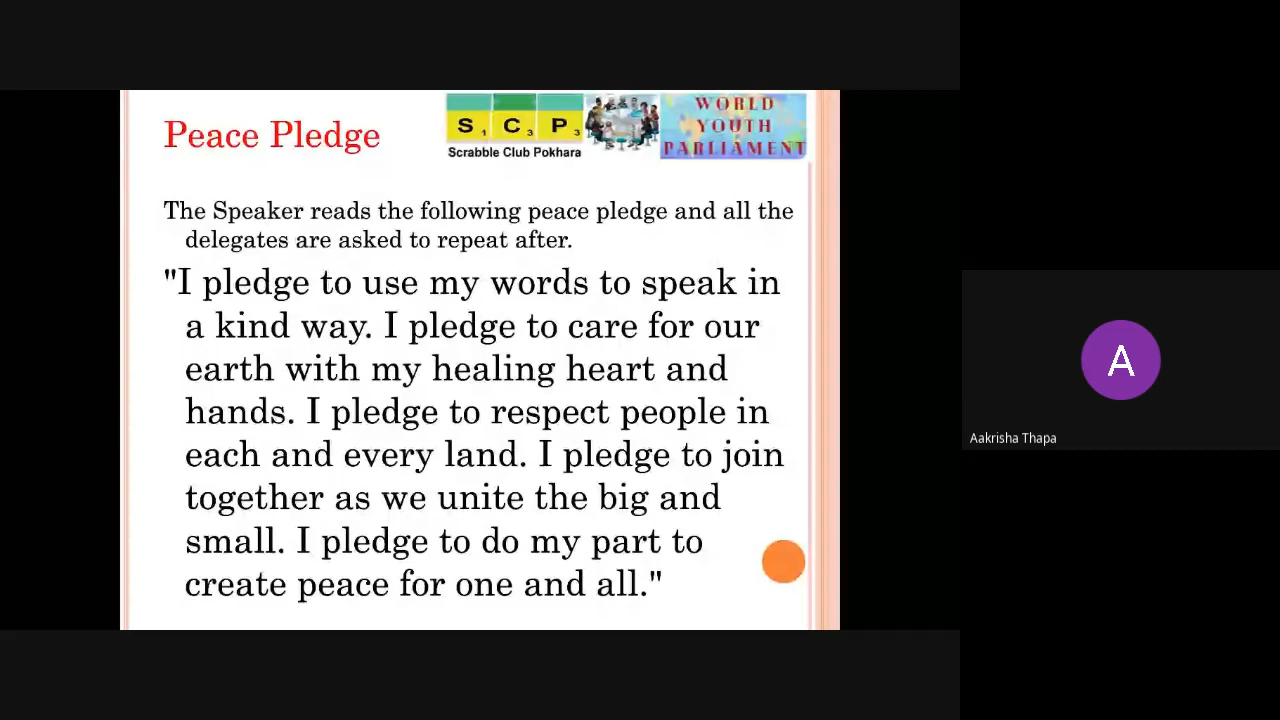 Peace Pledge
S1 C3 P3
Scrabble Club Pokhara
WORLD
YOUTH
PARLIAMENT
The Speaker reads the following peace pledge and all the
delegates are asked to repeat after.
"I pledge to use my words to speak in
a kind way. I pledge to care for our
earth with my healing heart and
hands. I pledge to respect people in
each and every land. I pledge to join
together as we unite the big and
small. I pledge to do my part to
create peace for one and all."
A
Aakrisha Thapa